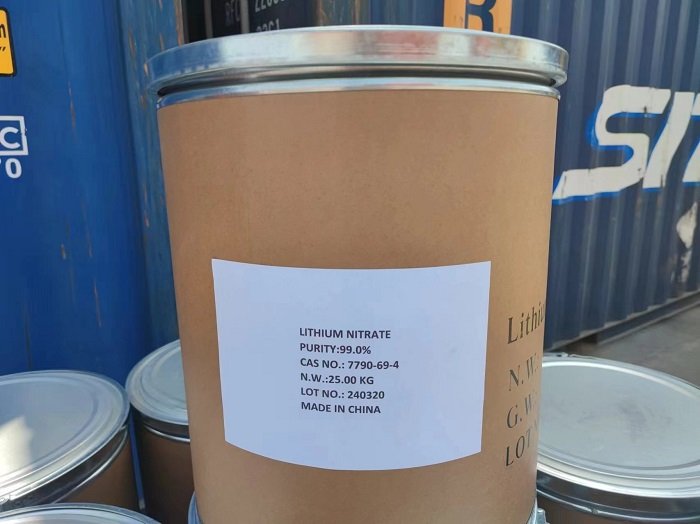 LITHIUM NITRATE
PURITY:99.0%
CAS NO.: 7790-69-4
N.W.:25.00 KG
LOT NO.: 240320
MADE IN CHINA
N.W.
G.W.
LOT